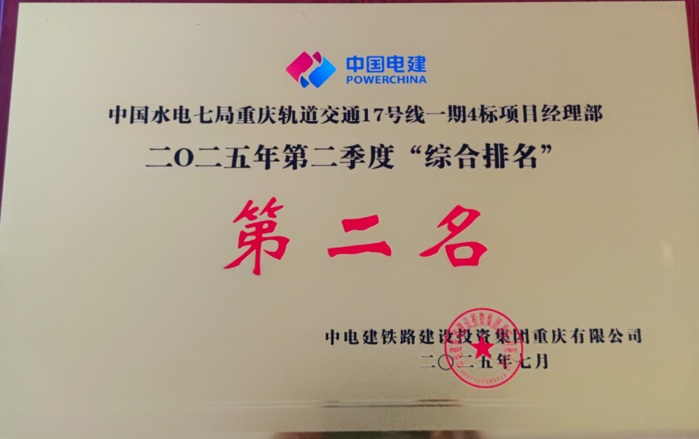 中国电建
POWERCHINA
中国水电七局重庆轨道交通17号线一期4标项目经理部
二〇二五年第二季度“综合排名”
第二名
中电建铁路建设投资集团重庆有限公司
二〇二五年七月